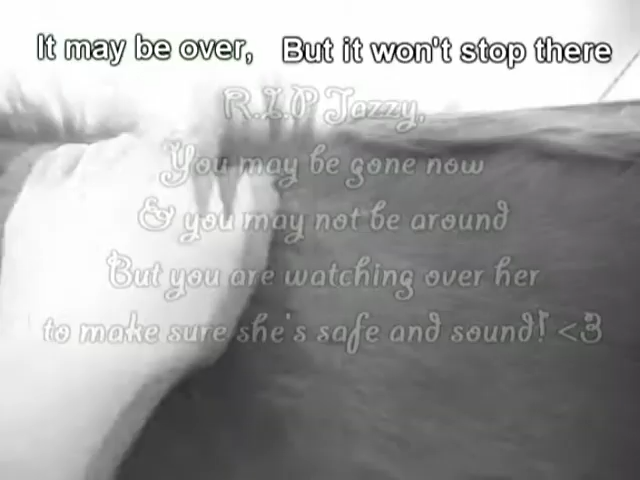 It may be over, But it won't stop there
R.I.P Jazzy,
You may be gone now
& you may not be around
But you are watching over her
to make sure she's safe and sound! <3